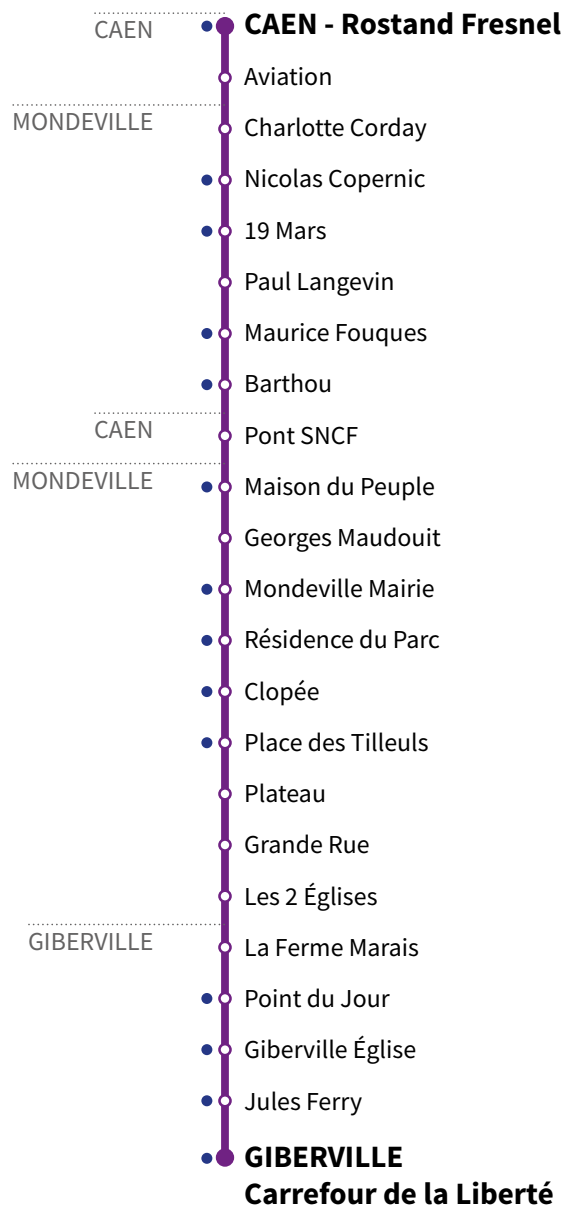 CAEN
CAEN - Rostand Fresnel
Aviation
MONDEVILLE
Charlotte Corday
Nicolas Copernic
19 Mars
Paul Langevin
Maurice Fouques
Barthou
CAEN
Pont SNCF
MONDEVILLE
Maison du Peuple
Georges Maudouit
Mondeville Mairie
Résidence du Parc
Clopée
Place des Tilleuls
Plateau
Grande Rue
Les 2 Églises
GIBERVILLE
La Ferme Marais
Point du Jour
Giberville Église
Jules Ferry
GIBERVILLE
Carrefour de la Liberté